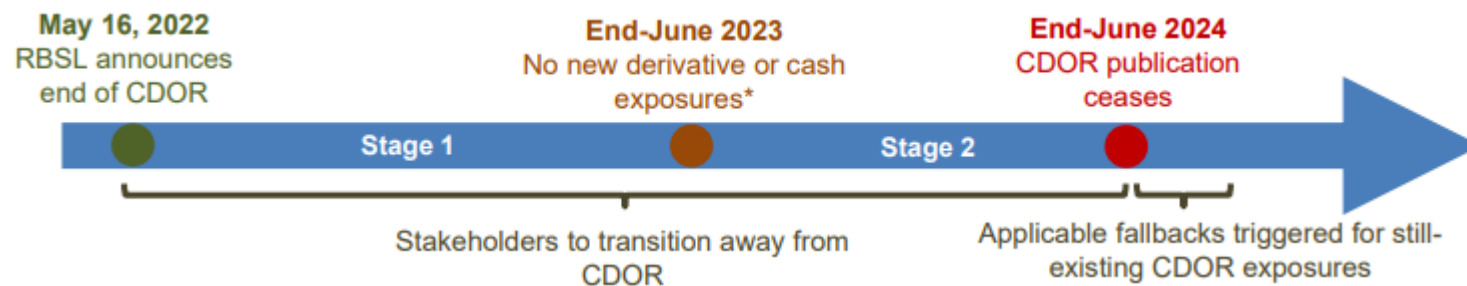 May 16, 2022
RBSL announces
end of CDOR
End-June 2023
No new derivative or cash
exposures*
End-June 2024
CDOR publication
ceases
Stage 1
Stage 2
Stakeholders to transition away from
CDOR
Applicable fallbacks triggered for still-
existing CDOR exposures